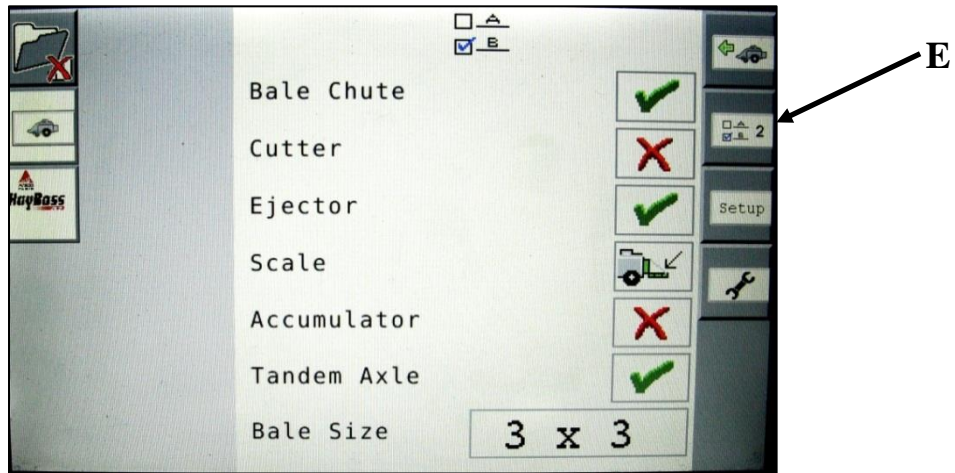 A
B
Bale Chute
Cutter
Ejector
Scale
Accumulator
Tandem Axle
Bale Size 3 x 3
HayBoss
2
Setup
E